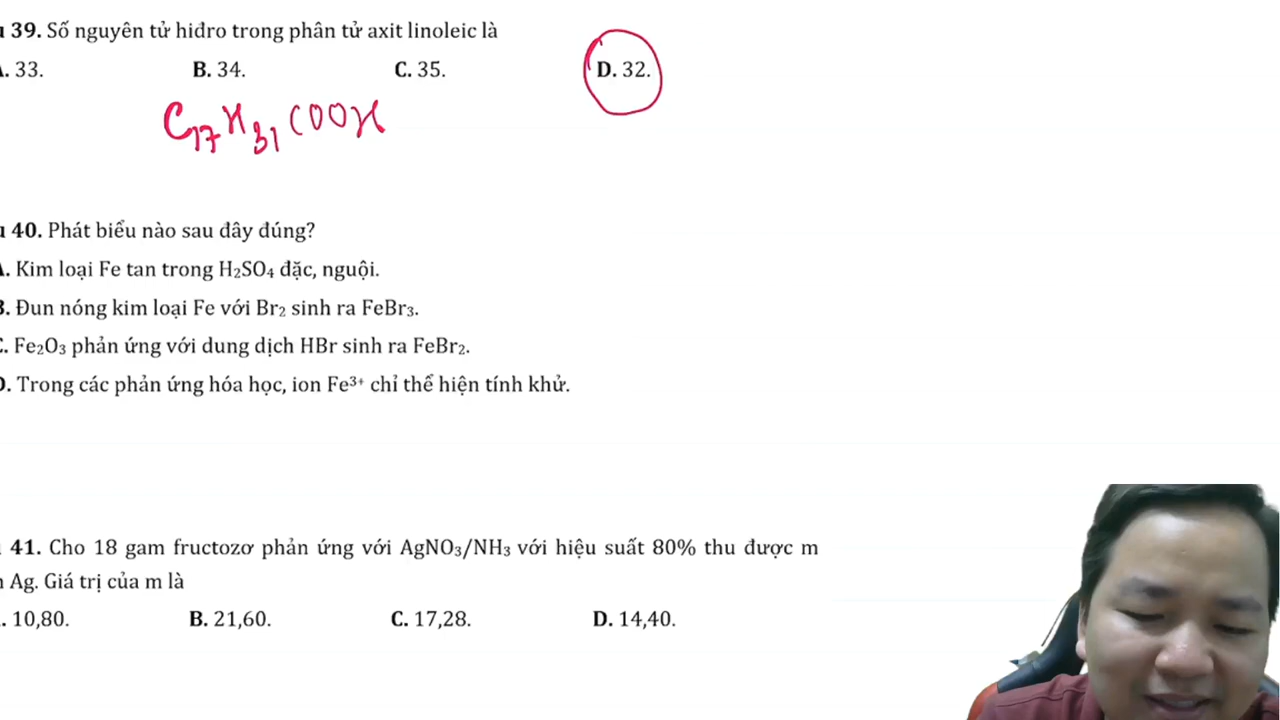 39. Số nguyên tử hiđro trong phân tử axit linoleic là
. 33. B. 34. C. 35. D. 32.
C17H31COOH
40. Phát biểu nào sau đây đúng?
. Kim loại Fe tan trong H₂SO₄ đặc, nguội.
. Đun nóng kim loại Fe với Br₂ sinh ra FeBr₃.
. Fe₂O₃ phản ứng với dung dịch HBr sinh ra FeBr₂.
. Trong các phản ứng hóa học, ion Fe³⁺ chỉ thể hiện tính khử.
41. Cho 18 gam fructozơ phản ứng với AgNO₃/NH₃ với hiệu suất 80% thu được m
Ag. Giá trị của m là
. 10,80. B. 21,60. C. 17,28. D. 14,40.